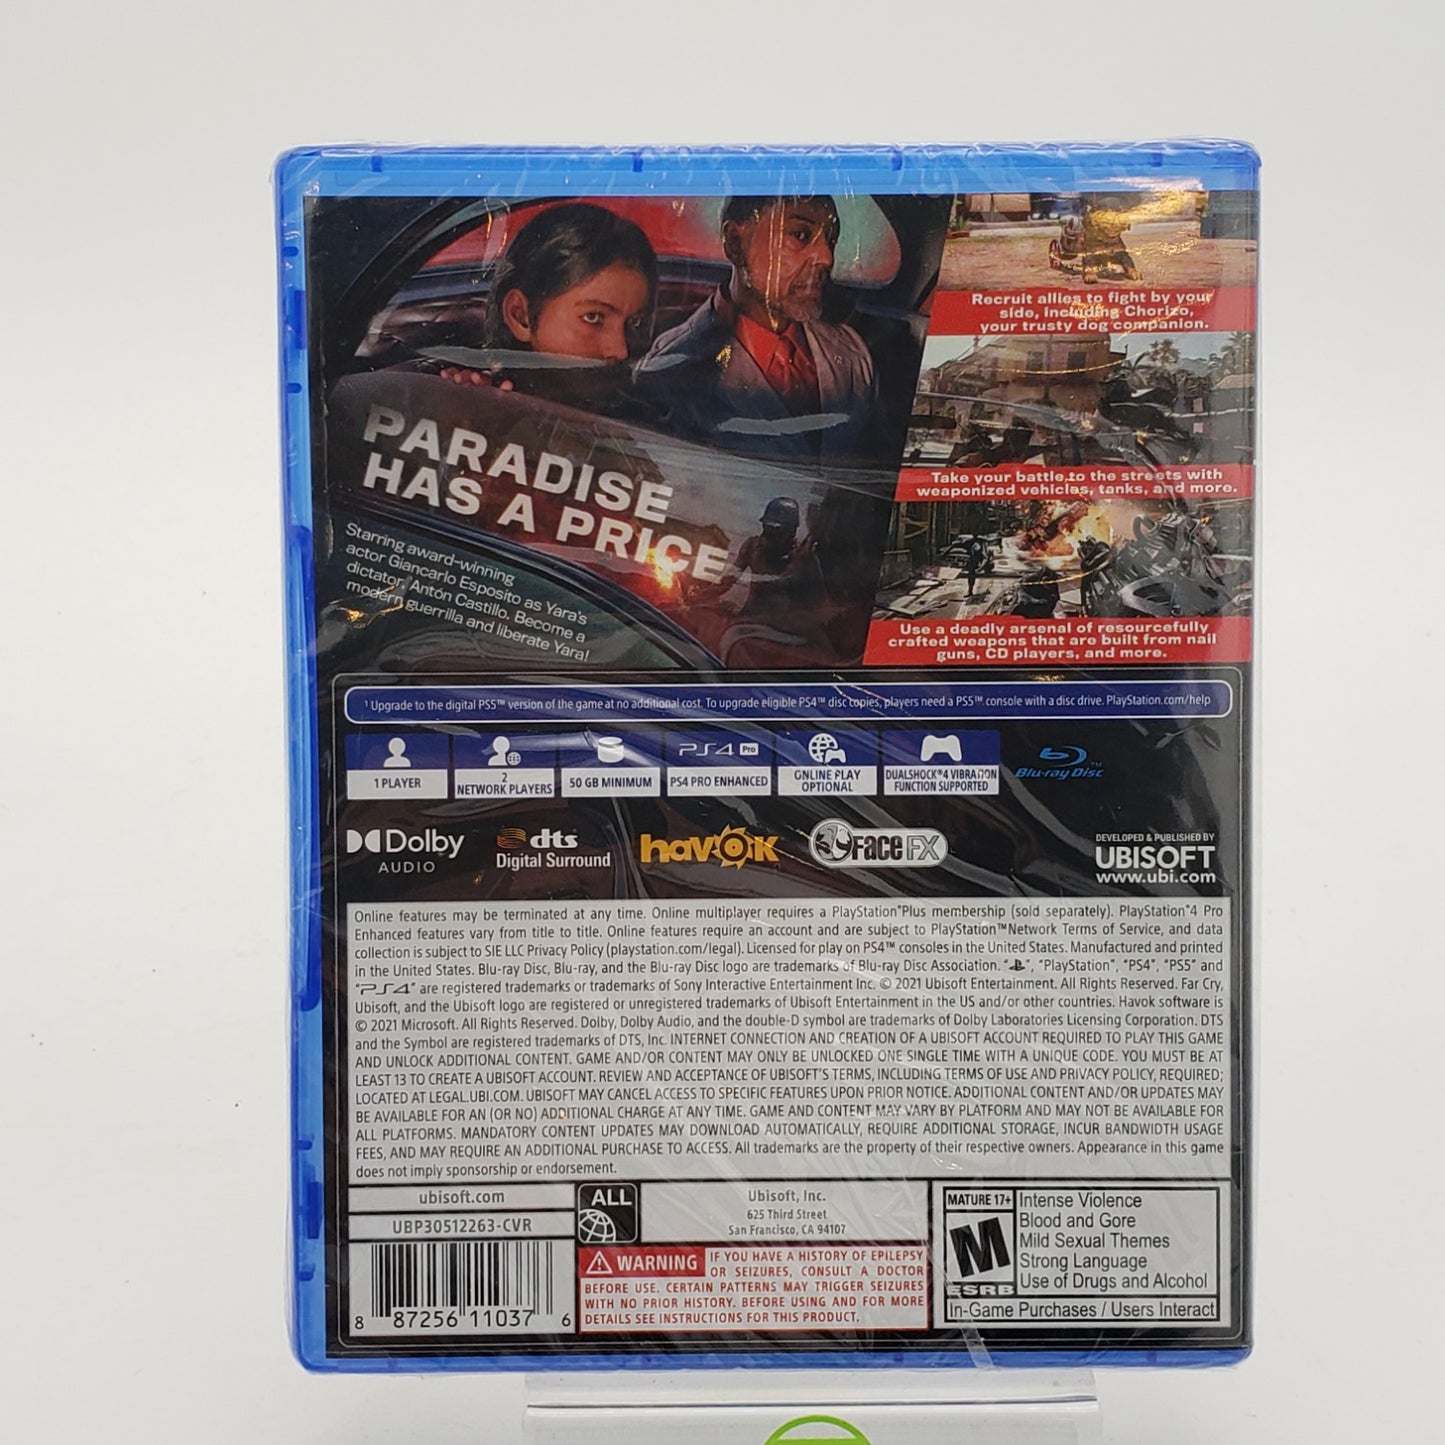 Recruit allies to fight by your
side, including Chorizo,
your trusty dog companion.
PARADISE
HAS A PRICE
Starring award-winning
actor Giancarlo Esposito as Yara's
dictator, Antón Castillo. Become a
modern guerrilla and liberate Yara!
Take your battle to the streets with
weaponized vehicles, tanks, and more.
Use a deadly arsenal of resourcefully
crafted weapons that are built from nail
guns, CD players, and more.
¹ Upgrade to the digital PS5™ version of the game at no additional cost. To upgrade eligible PS4™ disc copies, players need a PS5™ console with a disc drive. PlayStation.com/help
1 PLAYER
2
NETWORK PLAYERS
50 GB MINIMUM
PS4 Pro
PS4 PRO ENHANCED
ONLINE PLAY
OPTIONAL
DUALSHOCK®4 VIBRATION
FUNCTION SUPPORTED
Blu-ray Disc™
Dolby
AUDIO
dts
Digital Surround
havok
FaceFX
DEVELOPED & PUBLISHED BY
UBISOFT
www.ubi.com
Online features may be terminated at any time. Online multiplayer requires a PlayStation®Plus membership (sold separately). PlayStation®4 Pro
Enhanced features vary from title to title. Online features require an account and are subject to PlayStation™Network Terms of Service, and data
collection is subject to SIE LLC Privacy Policy (playstation.com/legal). Licensed for play on PS4™ consoles in the United States. Manufactured and printed
in the United States. Blu-ray Disc, Blu-ray, and the Blu-ray Disc logo are trademarks of Blu-ray Disc Association. "", "PlayStation", "PS4", "PS5" and
"PS4" are registered trademarks or trademarks of Sony Interactive Entertainment Inc. © 2021 Ubisoft Entertainment. All Rights Reserved. Far Cry,
Ubisoft, and the Ubisoft logo are registered or unregistered trademarks of Ubisoft Entertainment in the US and/or other countries. Havok software is
© 2021 Microsoft. All Rights Reserved. Dolby, Dolby Audio, and the double-D symbol are trademarks of Dolby Laboratories Licensing Corporation. DTS
and the Symbol are registered trademarks of DTS, Inc. INTERNET CONNECTION AND CREATION OF A UBISOFT ACCOUNT REQUIRED TO PLAY THIS GAME
AND UNLOCK ADDITIONAL CONTENT. GAME AND/OR CONTENT MAY ONLY BE UNLOCKED ONE SINGLE TIME WITH A UNIQUE CODE. YOU MUST BE AT
LEAST 13 TO CREATE A UBISOFT ACCOUNT. REVIEW AND ACCEPTANCE OF UBISOFT'S TERMS, INCLUDING TERMS OF USE AND PRIVACY POLICY, REQUIRED;
LOCATED AT LEGAL.UBI.COM. UBISOFT MAY CANCEL ACCESS TO SPECIFIC FEATURES UPON PRIOR NOTICE. ADDITIONAL CONTENT AND/OR UPDATES MAY
BE AVAILABLE FOR AN (OR NO) ADDITIONAL CHARGE AT ANY TIME. GAME AND CONTENT MAY VARY BY PLATFORM AND MAY NOT BE AVAILABLE FOR
ALL PLATFORMS. MANDATORY CONTENT UPDATES MAY DOWNLOAD AUTOMATICALLY, REQUIRE ADDITIONAL STORAGE, INCUR BANDWIDTH USAGE
FEES, AND MAY REQUIRE AN ADDITIONAL PURCHASE TO ACCESS. All trademarks are the property of their respective owners. Appearance in this game
does not imply sponsorship or endorsement.
ubisoft.com
UBP30512263-CVR
8 87256 11037 6
ALL
Ubisoft, Inc.
625 Third Street
San Francisco, CA 94107
WARNING IF YOU HAVE A HISTORY OF EPILEPSY
OR SEIZURES, CONSULT A DOCTOR
BEFORE USE. CERTAIN PATTERNS MAY TRIGGER SEIZURES
WITH NO PRIOR HISTORY. BEFORE USING AND FOR MORE
DETAILS SEE INSTRUCTIONS FOR THIS PRODUCT.
MATURE 17+
M
ESRB
Intense Violence
Blood and Gore
Mild Sexual Themes
Strong Language
Use of Drugs and Alcohol
In-Game Purchases / Users Interact